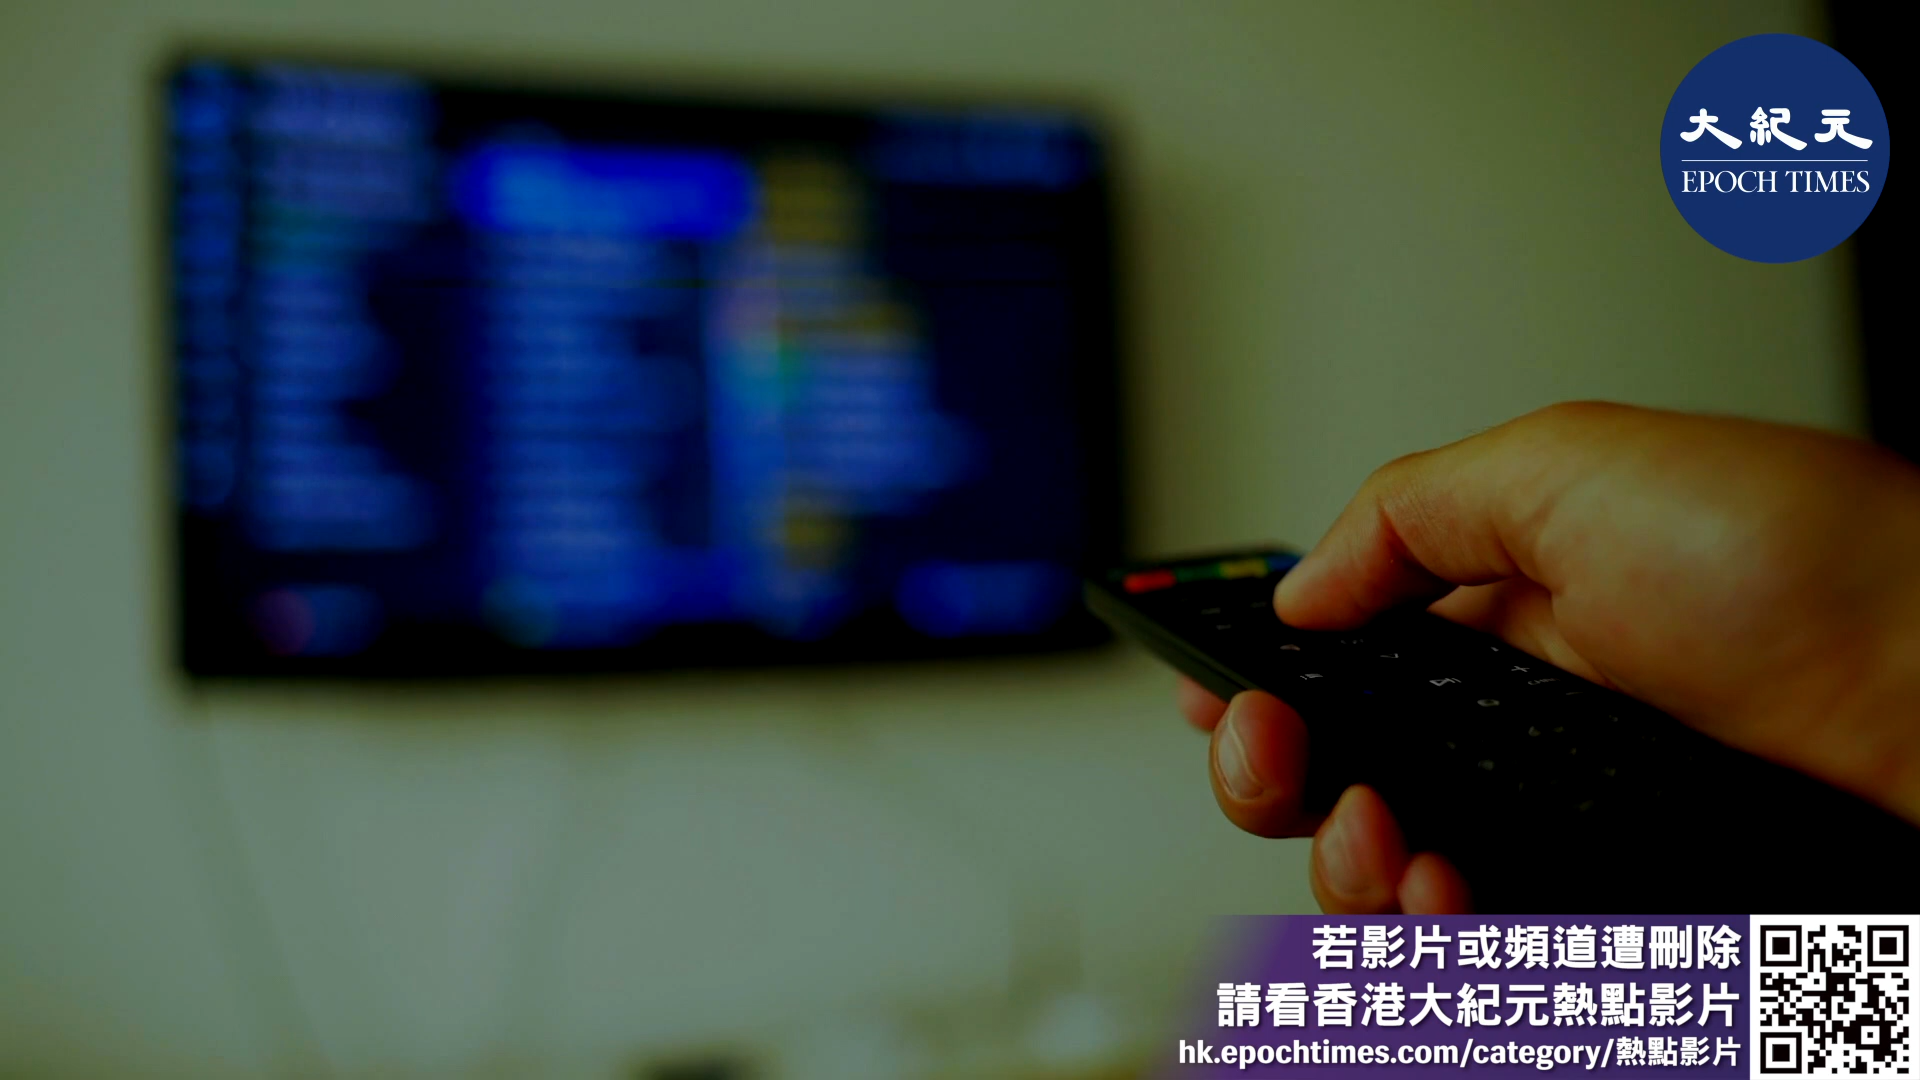 大紀元
EPOCH TIMES
若影片或頻道遭刪除
請看香港大紀元熱點影片
hk.epochtimes.com/category/熱點影片